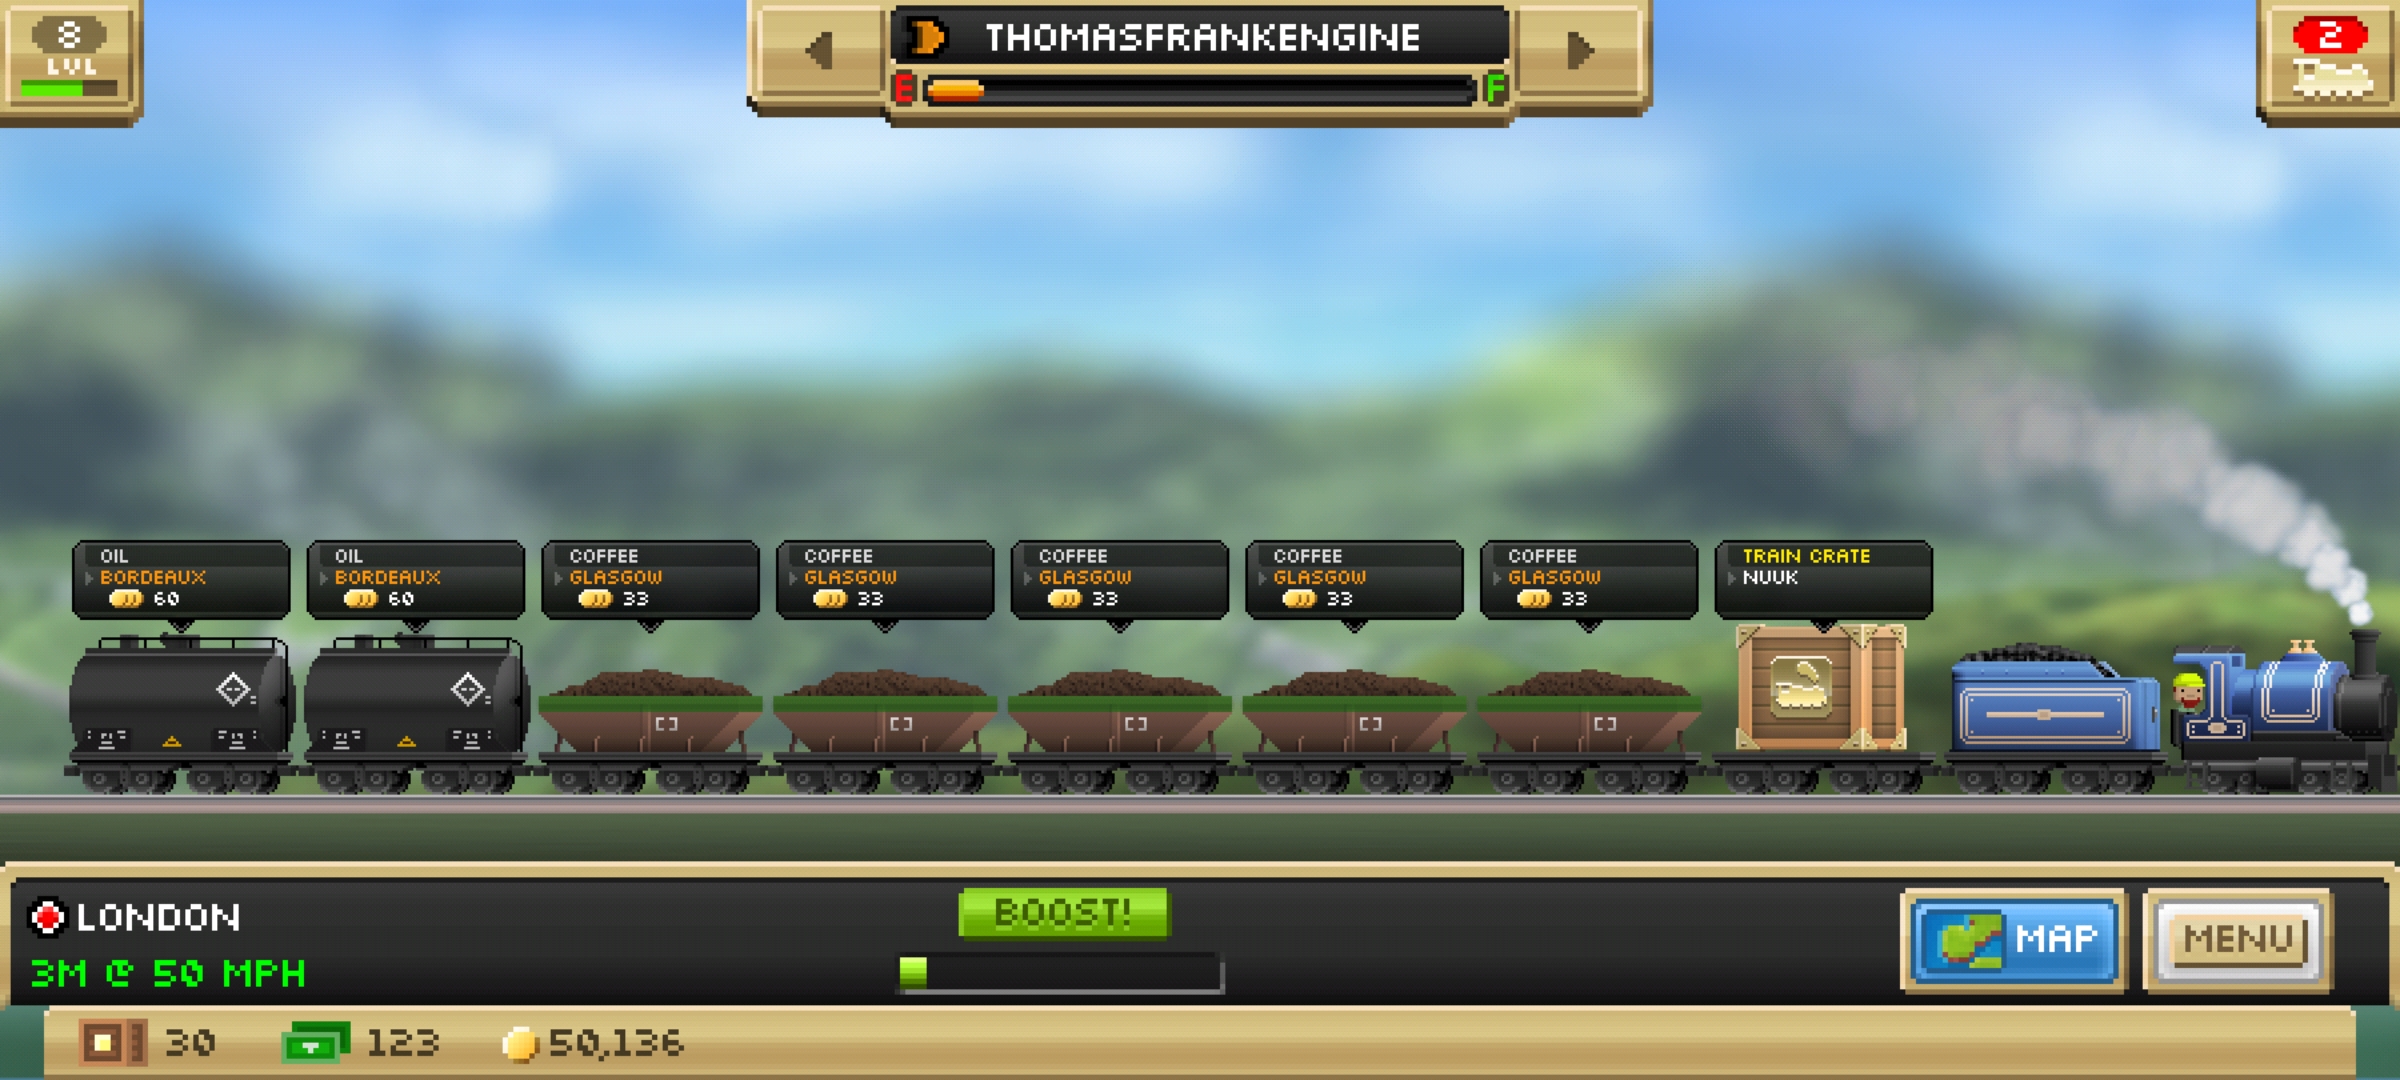 8
LVL
THOMASFRANKENGINE
E F
2
OIL
BORDEAUX
60
OIL
BORDEAUX
60
COFFEE
GLASGOW
33
COFFEE
GLASGOW
33
COFFEE
GLASGOW
33
COFFEE
GLASGOW
33
COFFEE
GLASGOW
33
TRAIN CRATE
NUUK
LONDON
3M @ 50 MPH
BOOST!
MAP
MENU
30
123
50,136